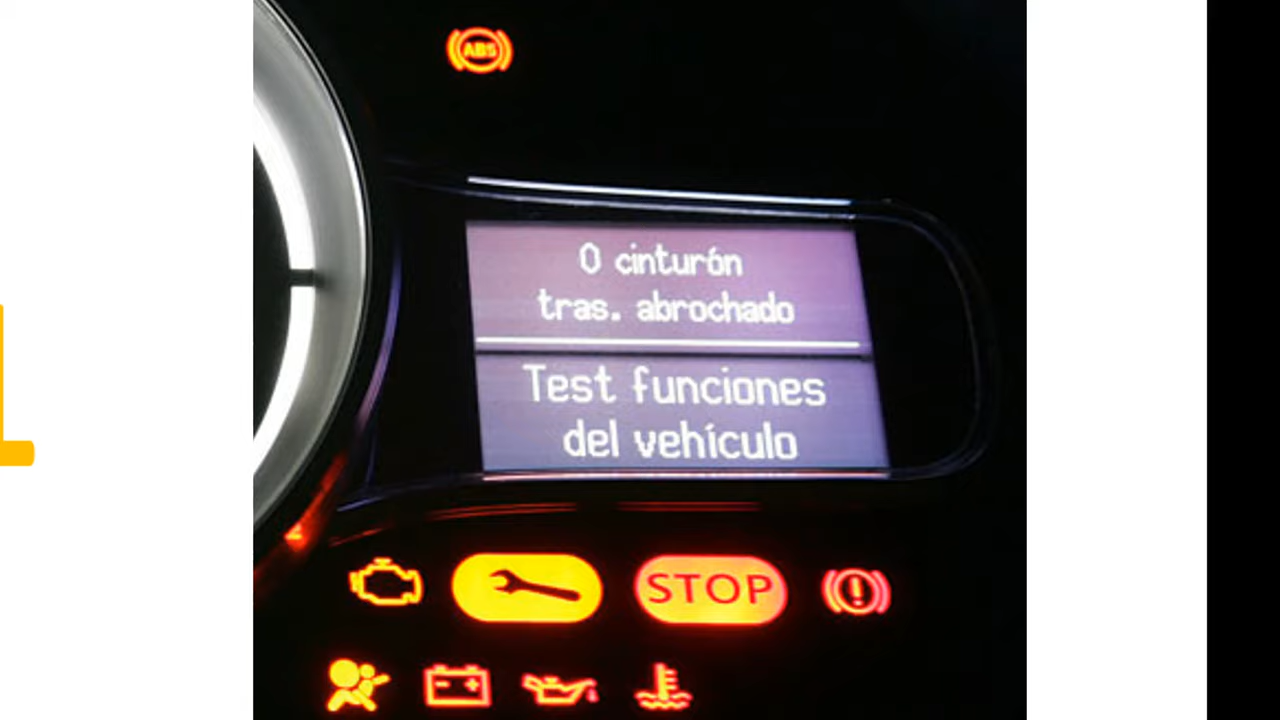 ABS
0 cinturón
tras. abrochado
Test funciones
del vehículo
STOP